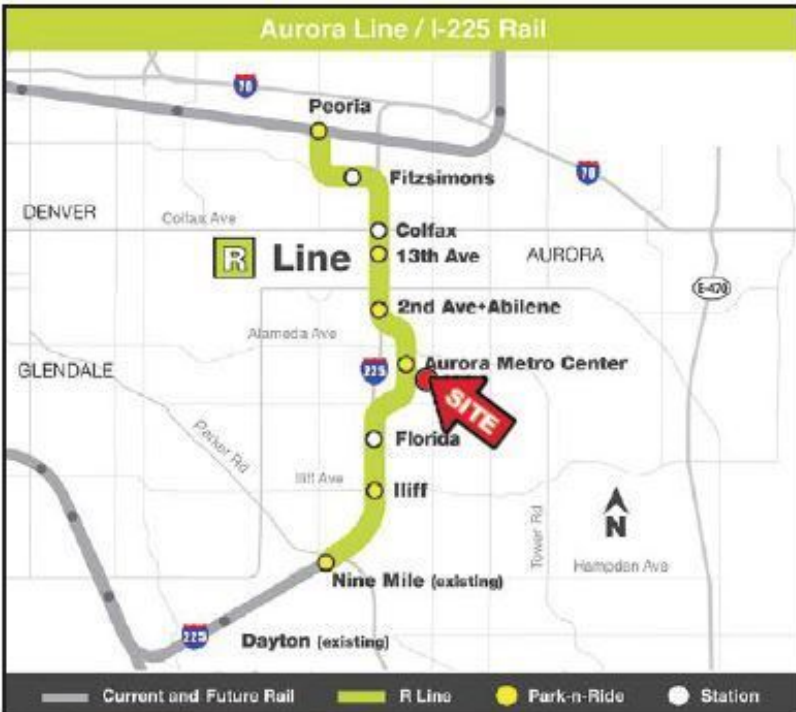 Aurora Line / I-225 Rail
70
Peoria
70
Fitzsimons
DENVER
Colfax Ave
Colfax
R Line
13th Ave
AURORA
E-470
2nd Ave+Abilene
Alameda Ave
Aurora Metro Center
GLENDALE
225
SITE
Parker Rd
Florida
Iliff Ave
Iliff
Tower Rd
N
Hampden Ave
Nine Mile (existing)
225
Dayton (existing)
Current and Future Rail
R Line
Park-n-Ride
Station